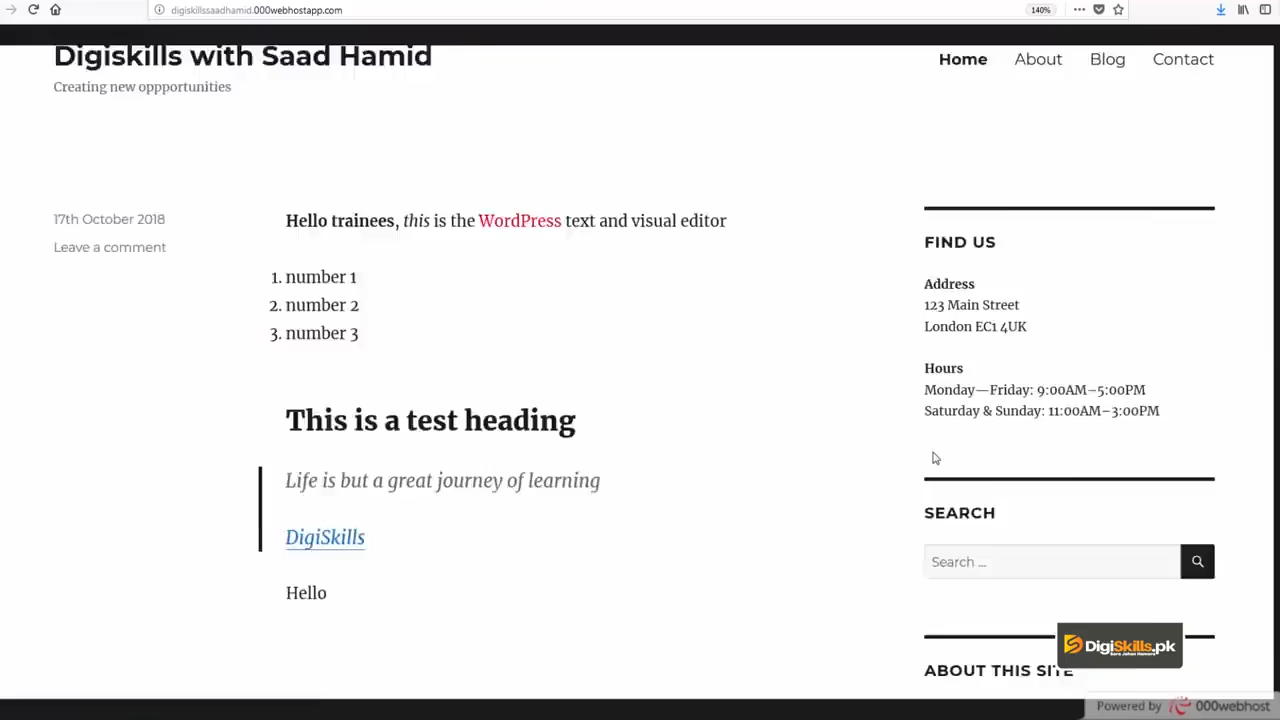 digiskillssaadhamid.000webhostapp.com
140%
Digiskills with Saad Hamid
Creating new oppportunities
Home About Blog Contact
17th October 2018
Leave a comment
Hello trainees, this is the WordPress text and visual editor
1. number 1
2. number 2
3. number 3
This is a test heading
Life is but a great journey of learning
DigiSkills
Hello
FIND US
Address
123 Main Street
London EC1 4UK
Hours
Monday—Friday: 9:00AM–5:00PM
Saturday & Sunday: 11:00AM–3:00PM
SEARCH
Search ...
DigiSkills.pk
ABOUT THIS SITE
Powered by 000webhost